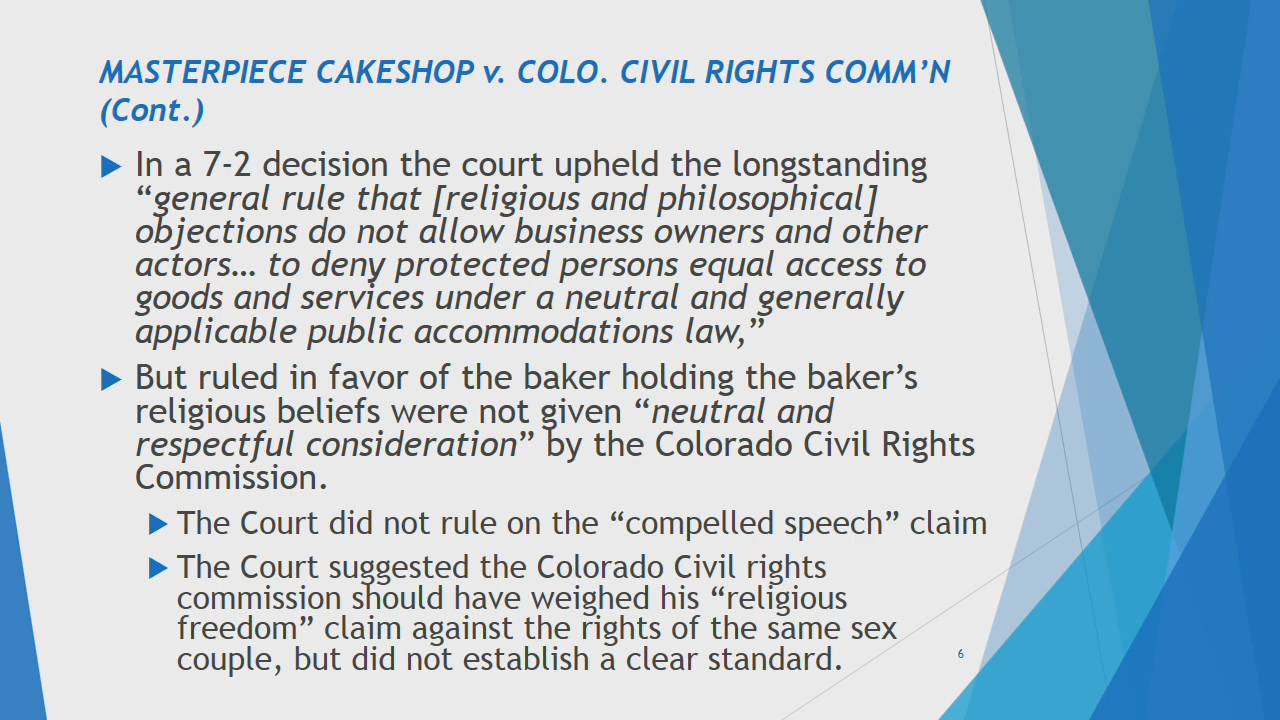 MASTERPIECE CAKESHOP v. COLO. CIVIL RIGHTS COMM’N
(Cont.)
In a 7-2 decision the court upheld the longstanding
“general rule that [religious and philosophical]
objections do not allow business owners and other
actors… to deny protected persons equal access to
goods and services under a neutral and generally
applicable public accommodations law,”
But ruled in favor of the baker holding the baker’s
religious beliefs were not given “neutral and
respectful consideration” by the Colorado Civil Rights
Commission.
The Court did not rule on the “compelled speech” claim
The Court suggested the Colorado Civil rights
commission should have weighed his “religious
freedom” claim against the rights of the same sex
couple, but did not establish a clear standard.
6